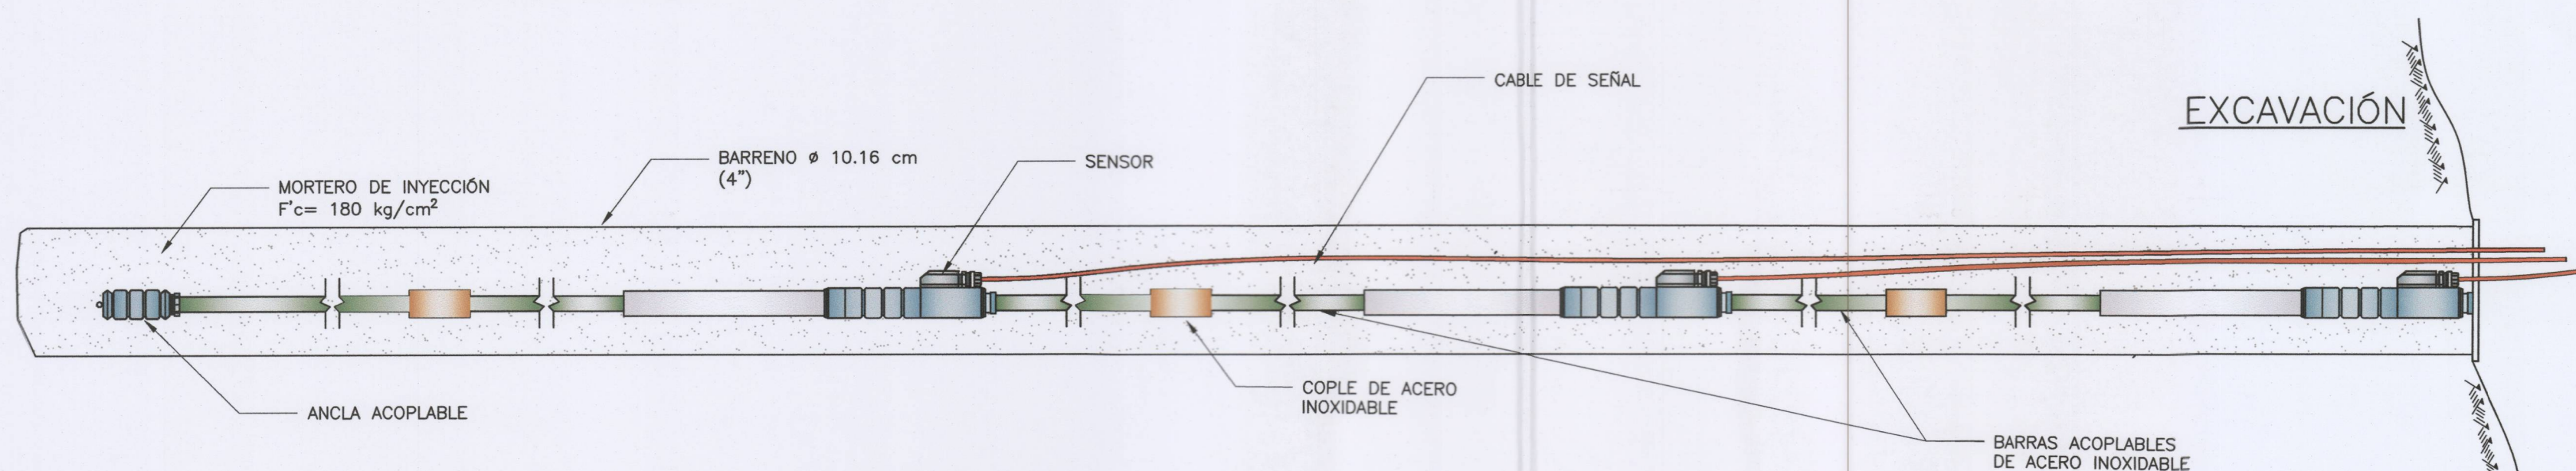 CABLE DE SEÑAL
EXCAVACIÓN
BARRENO ø 10.16 cm
(4")
SENSOR
MORTERO DE INYECCIÓN
F'c= 180 kg/cm²
ANCLA ACOPLABLE
COPLE DE ACERO
INOXIDABLE
BARRAS ACOPLABLES
DE ACERO INOXIDABLE